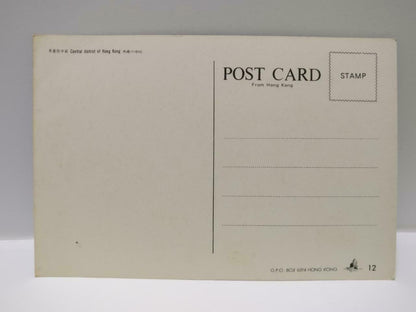 Central district of Hong Kong
POST CARD
From Hong Kong
STAMP
G.P.O. BOX HONG KONG
12